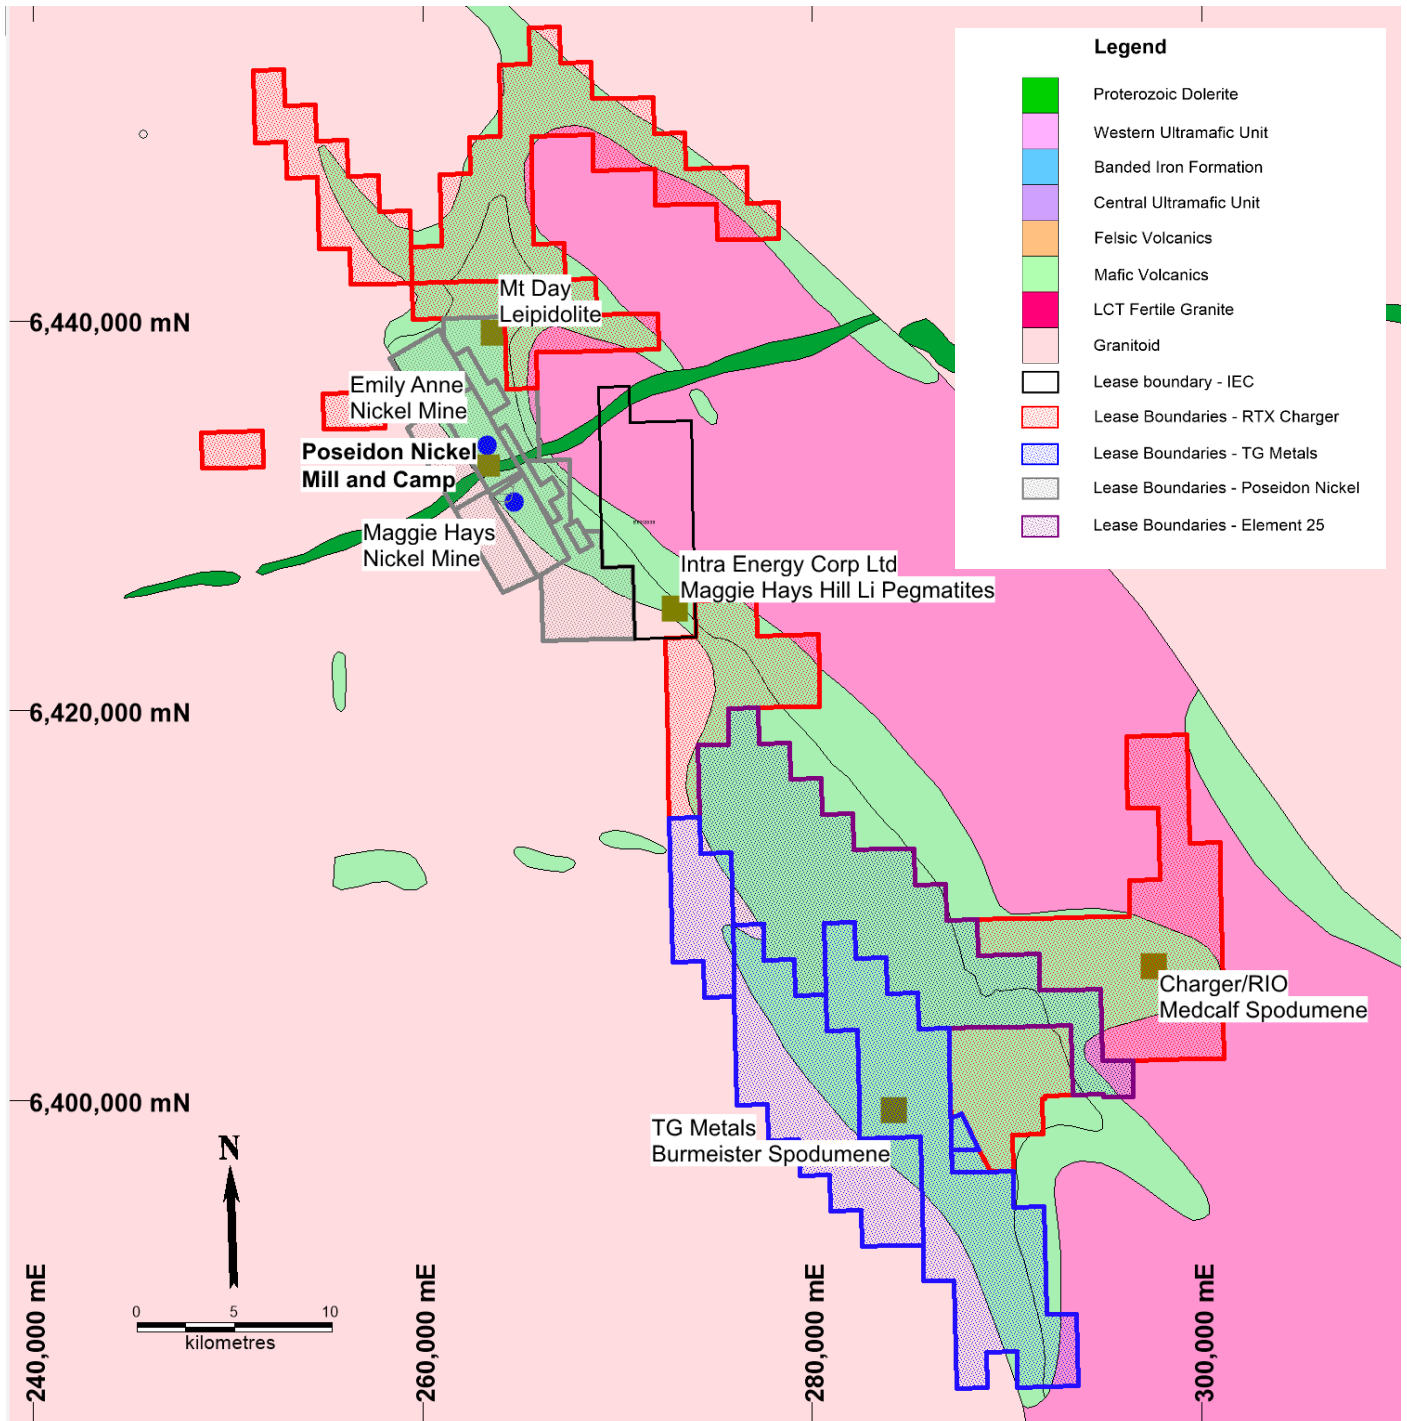 Legend
Proterozoic Dolerite
Western Ultramafic Unit
Banded Iron Formation
Central Ultramafic Unit
Felsic Volcanics
Mafic Volcanics
LCT Fertile Granite
Granitoid
Lease boundary - IEC
Lease Boundaries - RTX Charger
Lease Boundaries - TG Metals
Lease Boundaries - Poseidon Nickel
Lease Boundaries - Element 25
Mt Day
Leipidolite
6,440,000 mN
Emily Anne
Nickel Mine
Poseidon Nickel
Mill and Camp
Maggie Hays
Nickel Mine
Intra Energy Corp Ltd
Maggie Hays Hill Li Pegmatites
6,420,000 mN
Charger/RIO
Medcalf Spodumene
6,400,000 mN
TG Metals
Burmeister Spodumene
N
0 5 10
kilometres
240,000 mE
260,000 mE
280,000 mE
300,000 mE